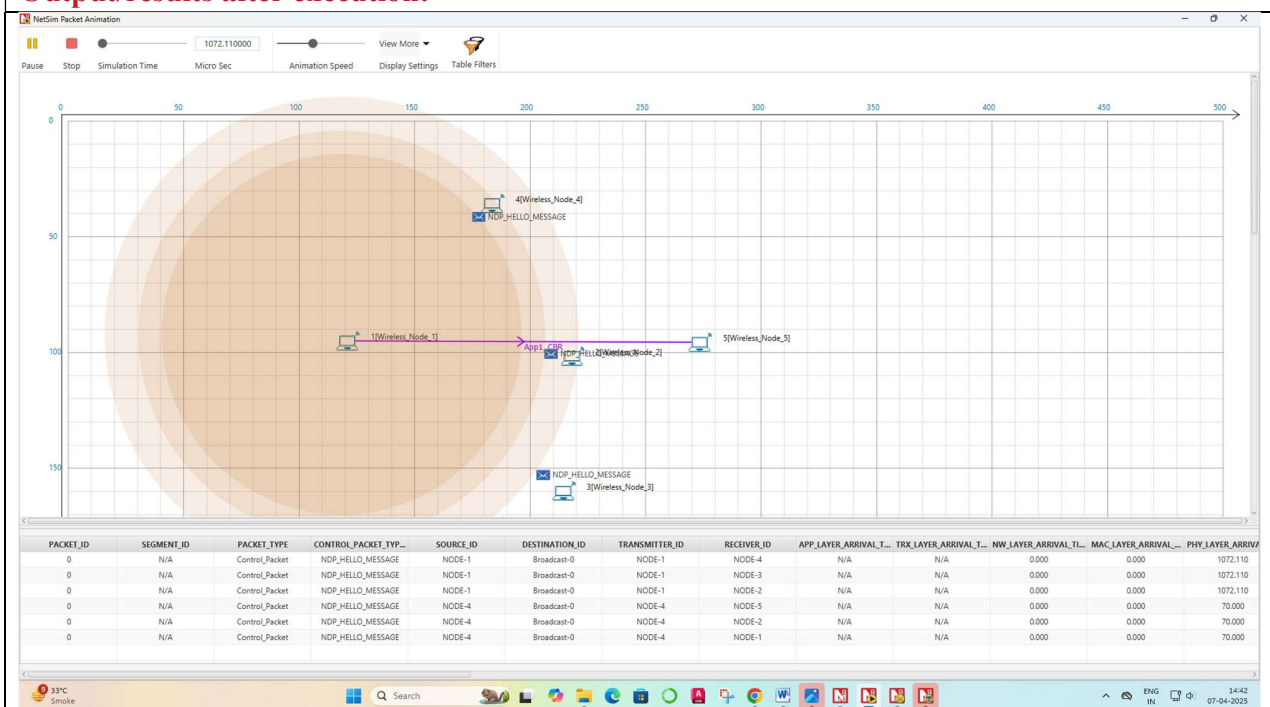 Output/results after execution:
NetSim Packet Animation
1072.110000
View More
Pause Stop Simulation Time Micro Sec Animation Speed Display Settings Table Filters
0 50 100 150 200 250 300 350 400 450 500
0
4[Wireless_Node_4]
NDP_HELLO_MESSAGE
50
1[Wireless_Node_1]
5[Wireless_Node_5]
App1_CBR
100
NDP_HELLO_MESSAGE
2[Wireless_Node_2]
150
NDP_HELLO_MESSAGE
3[Wireless_Node_3]
PACKET_ID SEGMENT_ID PACKET_TYPE CONTROL_PACKET_TYP... SOURCE_ID DESTINATION_ID TRANSMITTER_ID RECEIVER_ID APP_LAYER_ARRIVAL_T... TRX_LAYER_ARRIVAL_T... NW_LAYER_ARRIVAL_TI... MAC_LAYER_ARRIVAL_... PHY_LAYER_ARRIVA
0 N/A Control_Packet NDP_HELLO_MESSAGE NODE-1 Broadcast-0 NODE-1 NODE-4 N/A N/A 0.000 0.000 1072.110
0 N/A Control_Packet NDP_HELLO_MESSAGE NODE-1 Broadcast-0 NODE-1 NODE-3 N/A N/A 0.000 0.000 1072.110
0 N/A Control_Packet NDP_HELLO_MESSAGE NODE-1 Broadcast-0 NODE-1 NODE-2 N/A N/A 0.000 0.000 1072.110
0 N/A Control_Packet NDP_HELLO_MESSAGE NODE-4 Broadcast-0 NODE-4 NODE-5 N/A N/A 0.000 0.000 70.000
0 N/A Control_Packet NDP_HELLO_MESSAGE NODE-4 Broadcast-0 NODE-4 NODE-2 N/A N/A 0.000 0.000 70.000
0 N/A Control_Packet NDP_HELLO_MESSAGE NODE-4 Broadcast-0 NODE-4 NODE-1 N/A N/A 0.000 0.000 70.000
9 33°C
Smoke
Search
ENG
IN
14:42
07-04-2025